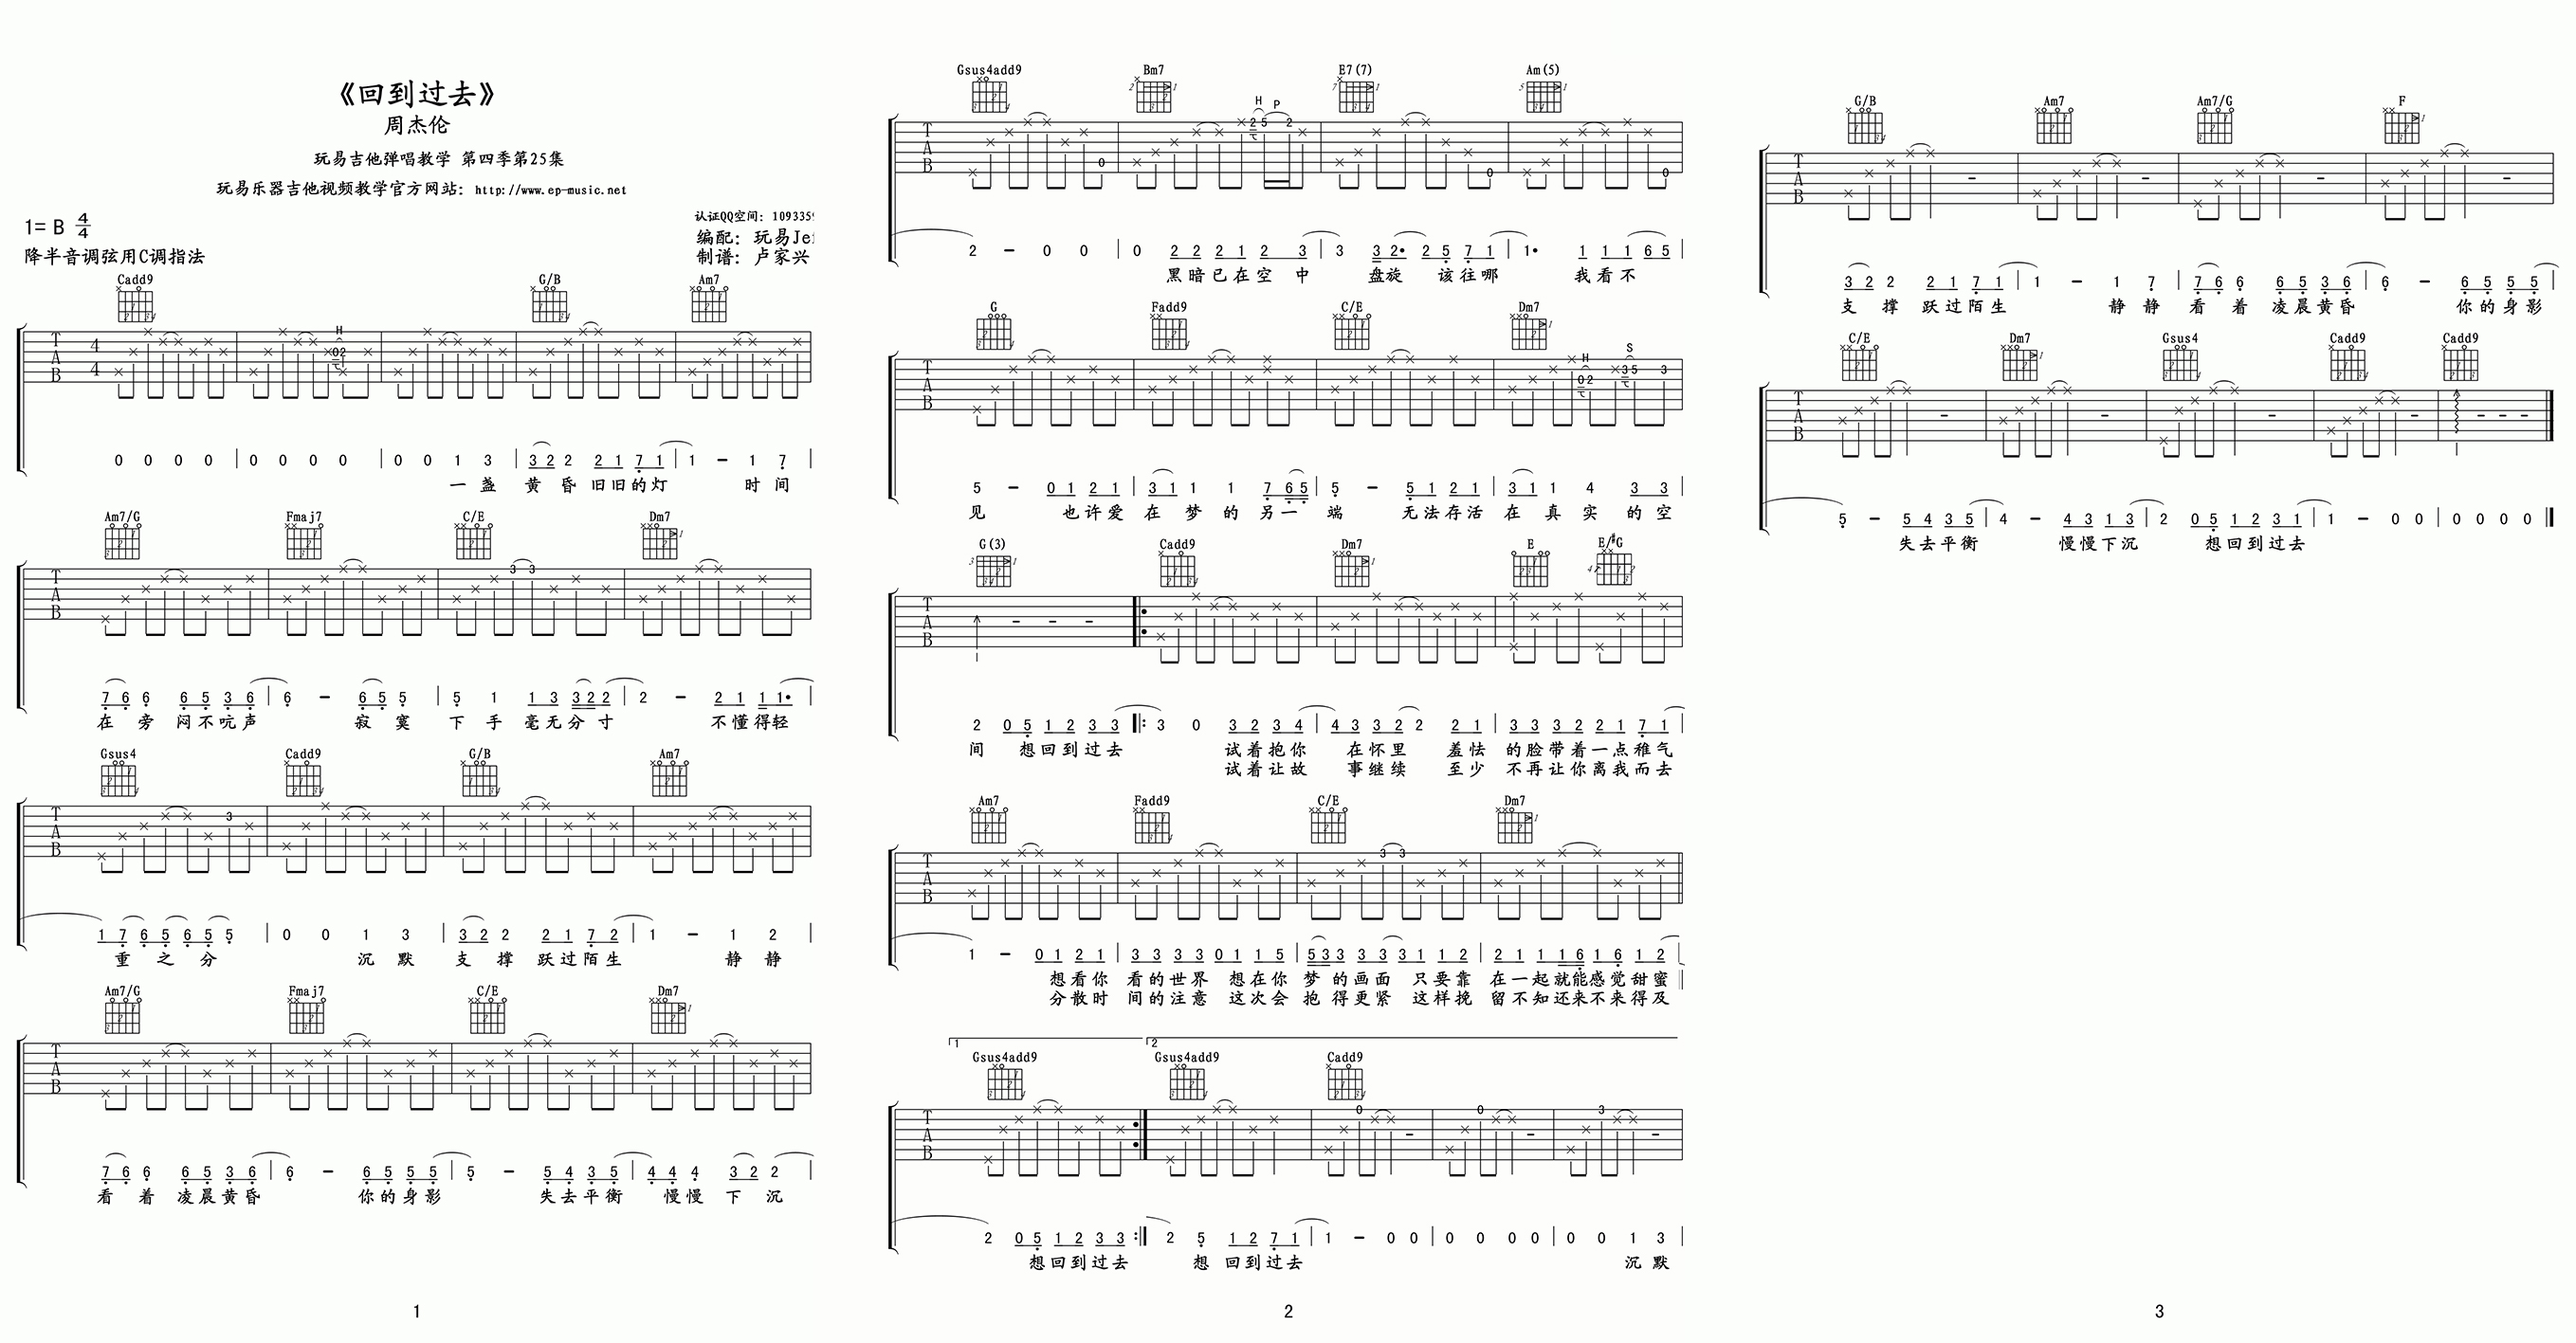 《回到过去》
周杰伦
玩易吉他弹唱教学 第四季第25集
玩易乐器吉他视频教学官方网站：http://www.ep-music.net
1= B 4/4
认证QQ空间：1093359
编配：玩易Je
降半音调弦用C调指法
制谱：卢家兴
Cadd9 G/B Am7
H
T A B 4 4 0 2
0 0 0 0 | 0 0 0 0 | 0 0 1 3 | 3 2 2 2 1 7 1 | 1 - 1 7 |
一盏 黄昏旧旧的灯 时间
Am7/G Fmaj7 C/E Dm7
T A B 3 3
7 6 6 6 5 3 6 | 6 - 6 5 5 | 5 1 1 3 3 2 2 | 2 - 2 1 1 1• |
在旁闷不吭声 寂寞 下手毫无分寸 不懂得轻
Gsus4 Cadd9 G/B Am7
T A B 3
1 7 6 5 6 5 5 | 0 0 1 3 | 3 2 2 2 1 7 2 | 1 - 1 2 |
重之分 沉默 支撑跃过陌生 静静
Am7/G Fmaj7 C/E Dm7
T A B
7 6 6 6 5 3 6 | 6 - 6 5 5 5 | 5 - 5 4 3 5 | 4 4 4 3 2 2 |
看着凌晨黄昏 你的身影 失去平衡 慢慢下沉
1
Gsus4add9 Bm7 E7(7) Am(5)
H P
T A B 0 2 5 2 0 0
2 - 0 0 | 0 2 2 2 1 2 3 | 3 3 2• 2 5 7 1 | 1• 1 1 1 6 5 |
黑暗已在空中 盘旋 该往哪 我看不
G Fadd9 C/E Dm7
H S
T A B 0 2 3 5 3
5 - 0 1 2 1 | 3 1 1 1 7 6 5 | 5 - 5 1 2 1 | 3 1 1 4 3 3
见 也许爱在梦的另一端 无法存活在真实的空
G(3) Cadd9 Dm7 E E/#G
T A B
2 0 5 1 2 3 3 |: 3 0 3 2 3 4 | 4 3 3 2 2 2 1 | 3 3 3 2 2 1 7 1
间 想回到过去 试着抱你在怀里 羞怯的脸带着一点稚气
试着让故事继续 至少不再让你离我而去
Am7 Fadd9 C/E Dm7
T A B 3 3
1 - 0 1 2 1 | 3 3 3 3 0 1 1 5 | 5 3 3 3 3 3 1 1 2 | 2 1 1 1 6 1 6 1 2
想看你看的世界 想在你梦的画面 只要靠在一起就能感觉甜蜜
分散时间的注意 这次会抱得更紧 这样挽留不知还来不来得及
1 2
Gsus4add9 Gsus4add9 Cadd9
T A B 0 0 3
2 0 5 1 2 3 3 :| 2 5 1 2 7 1 | 1 - 0 0 | 0 0 0 0 | 0 0 1 3 |
想回到过去 想回到过去 沉默
2
G/B Am7 Am7/G F
T A B
3 2 2 2 1 7 1 | 1 - 1 7 | 7 6 6 6 5 3 6 | 6 - 6 5 5 5
支撑跃过陌生 静静看着凌晨黄昏 你的身影
C/E Dm7 Gsus4 Cadd9 Cadd9
T A B
5 - 5 4 3 5 | 4 - 4 3 1 3 | 2 0 5 1 2 3 1 | 1 - 0 0 | 0 0 0 0
失去平衡 慢慢下沉 想回到过去
3